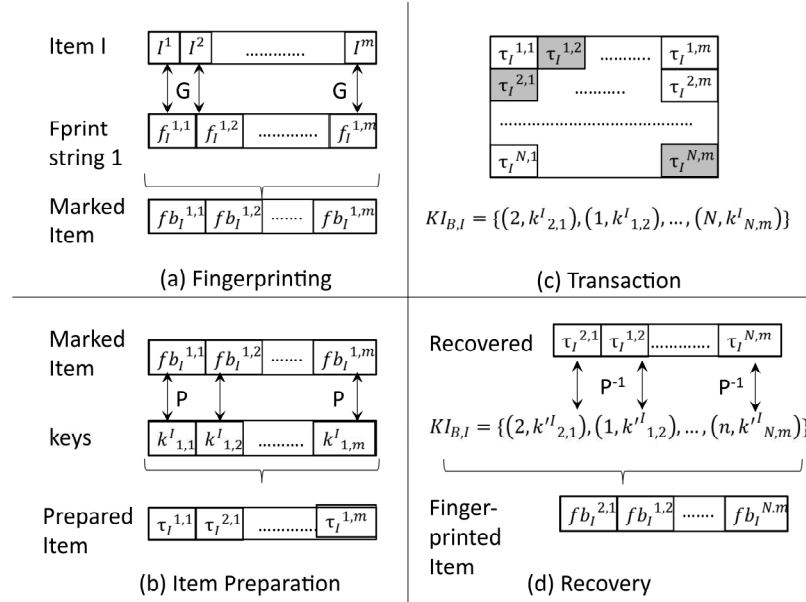 Item I I¹ I² ............. Iᵐ
G G
Fprint string 1 f_I^{1,1} f_I^{1,2} ............. f_I^{1,m}
Marked Item fb_I^{1,1} fb_I^{1,2} ....... fb_I^{1,m}
(a) Fingerprinting
τ_I^{1,1} τ_I^{1,2} .......... τ_I^{1,m}
τ_I^{2,1} ........... τ_I^{2,m}
...........................................
τ_I^{N,1} τ_I^{N,m}
KI_{B,I} = {(2, k^I_{2,1}), (1, k^I_{1,2}), ..., (N, k^I_{N,m})}
(c) Transaction
Marked Item fb_I^{1,1} fb_I^{1,2} ....... fb_I^{1,m}
P P
keys k^I_{1,1} k^I_{1,2} .......... k^I_{1,m}
Prepared Item τ_I^{1,1} τ_I^{2,1} ............. τ_I^{1,m}
(b) Item Preparation
Recovered τ_I^{2,1} τ_I^{1,2} ............. τ_I^{N,m}
P⁻¹ P⁻¹
KI_{B,I} = {(2, k'^I_{2,1}), (1, k'^I_{1,2}), ..., (n, k'^I_{N,m})}
Finger-printed Item fb_I^{2,1} fb_I^{1,2} ....... fb_I^{N.m}
(d) Recovery